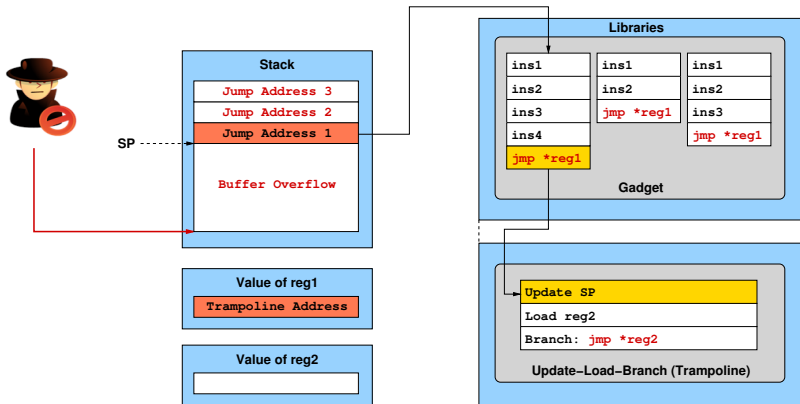 Stack
Jump Address 3
Jump Address 2
Jump Address 1
SP
Buffer Overflow
Value of reg1
Trampoline Address
Value of reg2
Libraries
ins1
ins2
ins3
ins4
jmp *reg1
ins1
ins2
jmp *reg1
ins1
ins2
ins3
jmp *reg1
Gadget
Update SP
Load reg2
Branch: jmp *reg2
Update−Load−Branch (Trampoline)